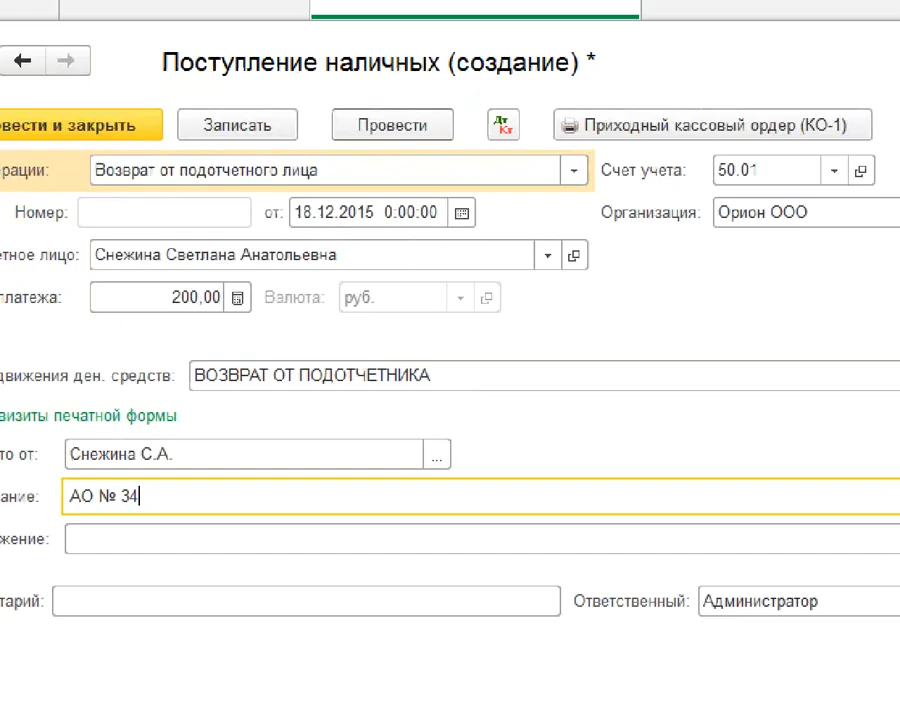 Поступление наличных (создание) *
вести и закрыть Записать Провести Дт Кт Приходный кассовый ордер (КО-1)
рации: Возврат от подотчетного лица Счет учета: 50.01
Номер: от: 18.12.2015 0:00:00 Организация: Орион ООО
тное лицо: Снежина Светлана Анатольевна
платежа: 200,00 Валюта: руб.
движения ден. средств: ВОЗВРАТ ОТ ПОДОТЧЕТНИКА
визиты печатной формы
то от: Снежина С.А. ...
ание: АО № 34
жение:
тарий: Ответственный: Администратор